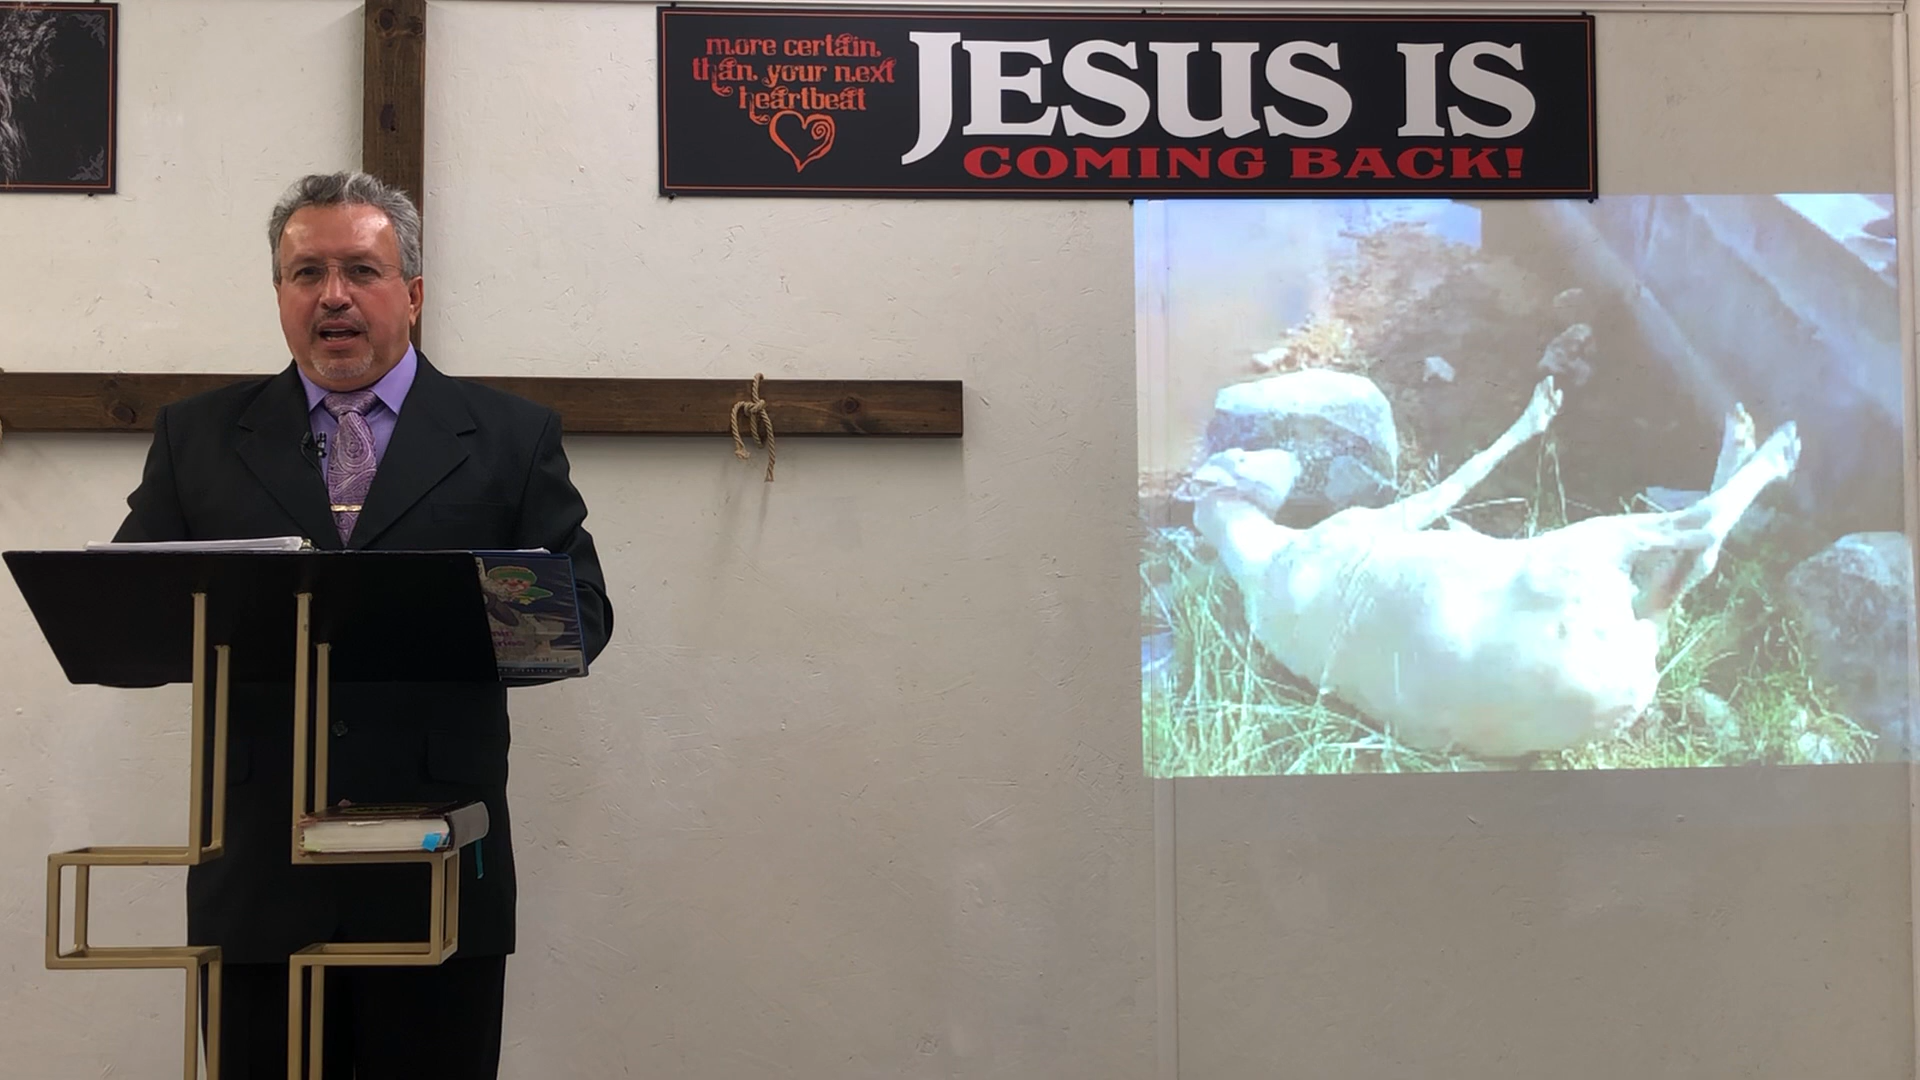 more certain
than your next
heartbeat
JESUS IS
COMING BACK!